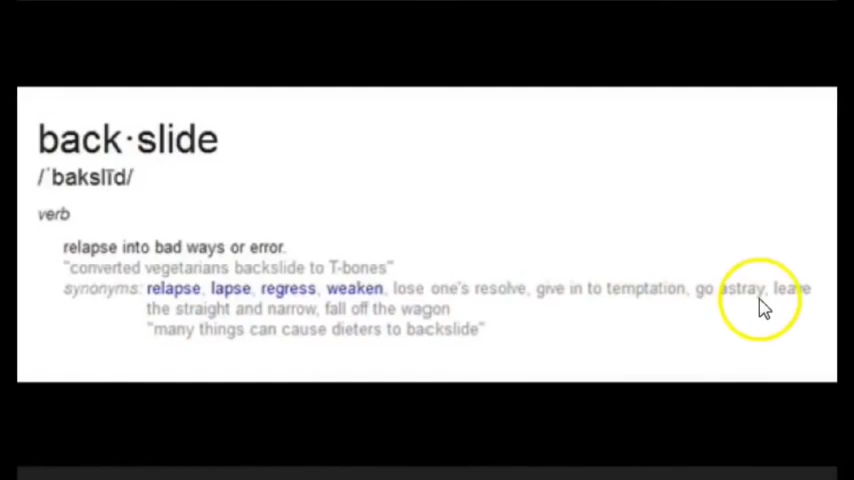 back·slide
/ˈbakslīd/
verb
relapse into bad ways or error.
"converted vegetarians backslide to T-bones"
synonyms: relapse, lapse, regress, weaken, lose one's resolve, give in to temptation, go astray, leave
the straight and narrow, fall off the wagon
"many things can cause dieters to backslide"